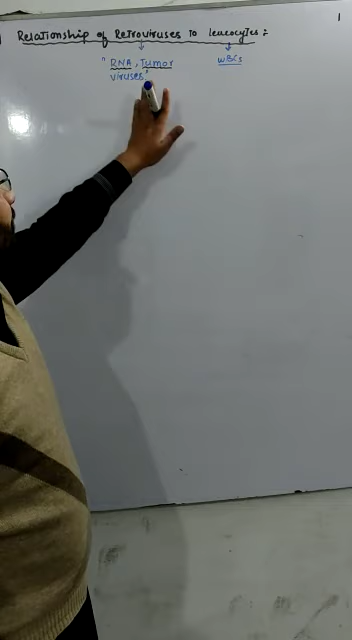 Relationship of Retroviruses to leucocytes :
" RNA, Tumor
WBCs
viruses"
1